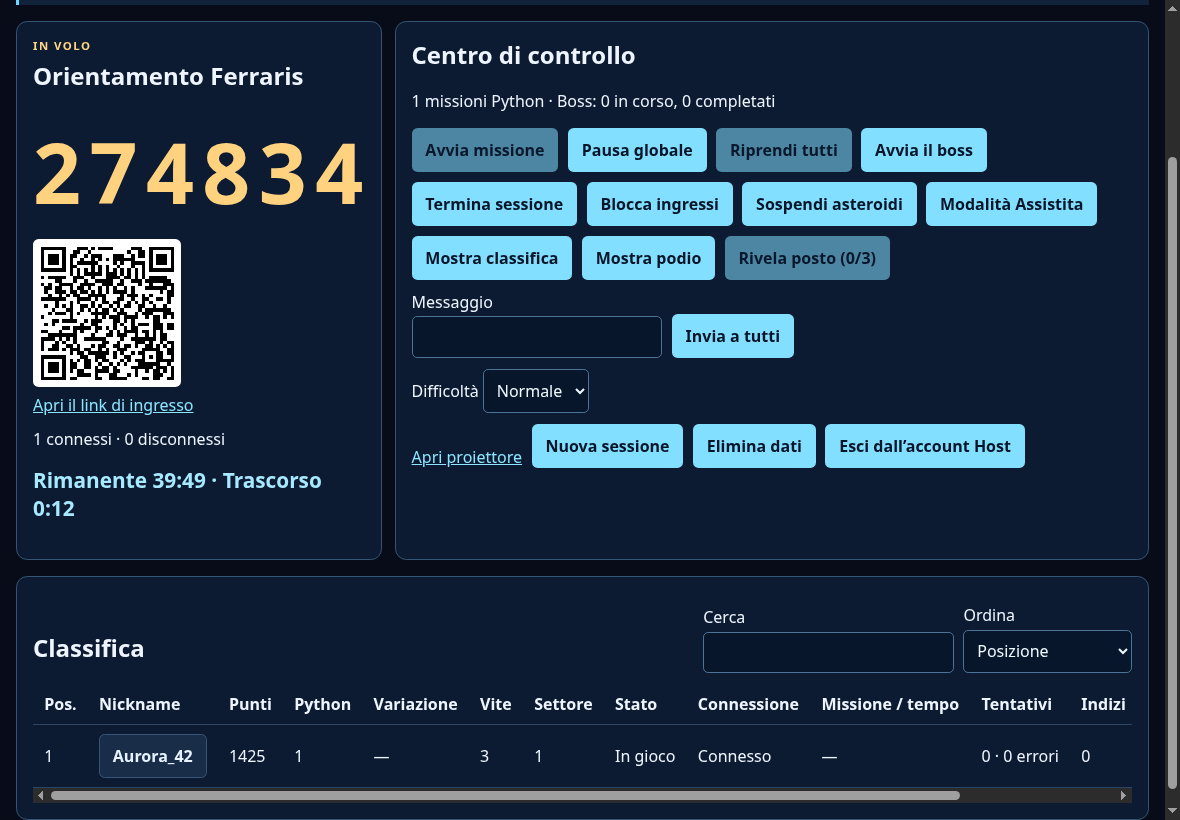 IN VOLO
Orientamento Ferraris
274834
Apri il link di ingresso
1 connessi · 0 disconnessi
Rimanente 39:49 · Trascorso
0:12
Centro di controllo
1 missioni Python · Boss: 0 in corso, 0 completati
Avvia missione Pausa globale Riprendi tutti Avvia il boss
Termina sessione Blocca ingressi Sospendi asteroidi Modalità Assistita
Mostra classifica Mostra podio Rivela posto (0/3)
Messaggio
Invia a tutti
Difficoltà Normale
Apri proiettore Nuova sessione Elimina dati Esci dall’account Host
Classifica
Cerca
Ordina
Posizione
Pos. Nickname Punti Python Variazione Vite Settore Stato Connessione Missione / tempo Tentativi Indizi
1 Aurora_42 1425 1 — 3 1 In gioco Connesso — 0 · 0 errori 0